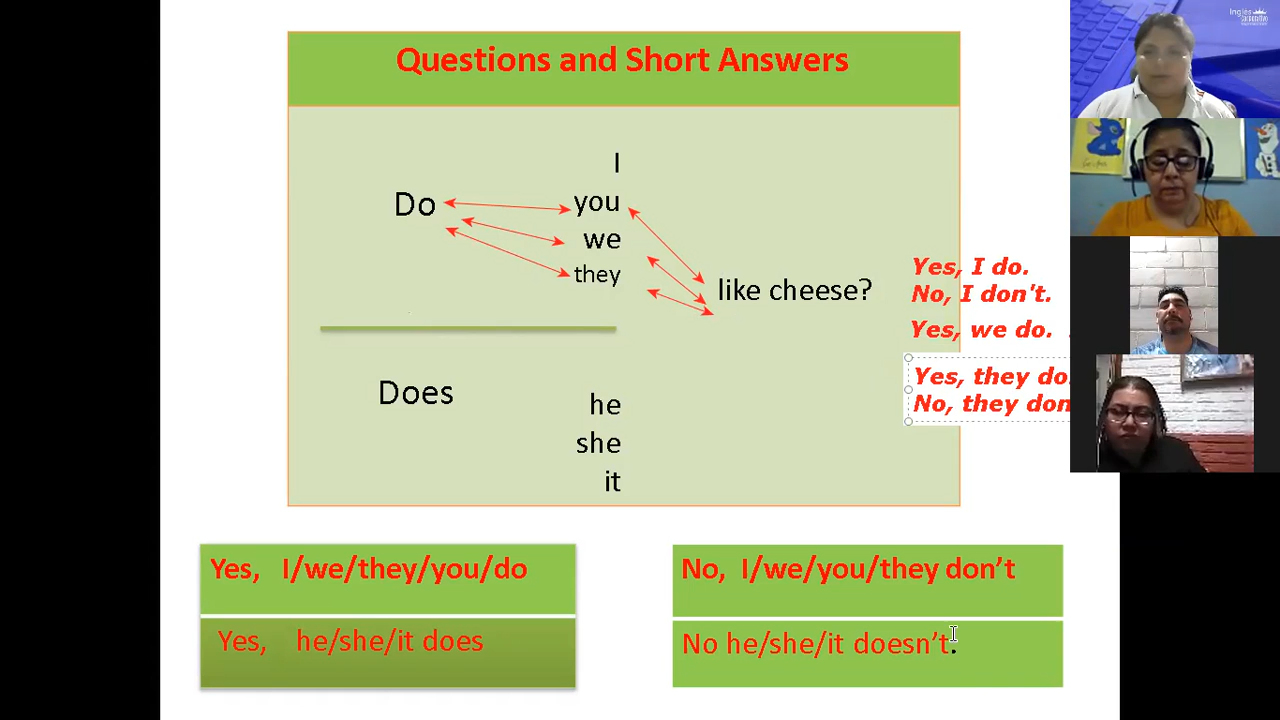 Questions and Short Answers
I
Do
you
we
they
like cheese?
Does
he
she
it
Yes, I do.
No, I don't.
Yes, we do.
Yes, they do.
No, they don
Yes, I/we/they/you/do
No, I/we/you/they don’t
Yes, he/she/it does
No he/she/it doesn’t.
Ingles